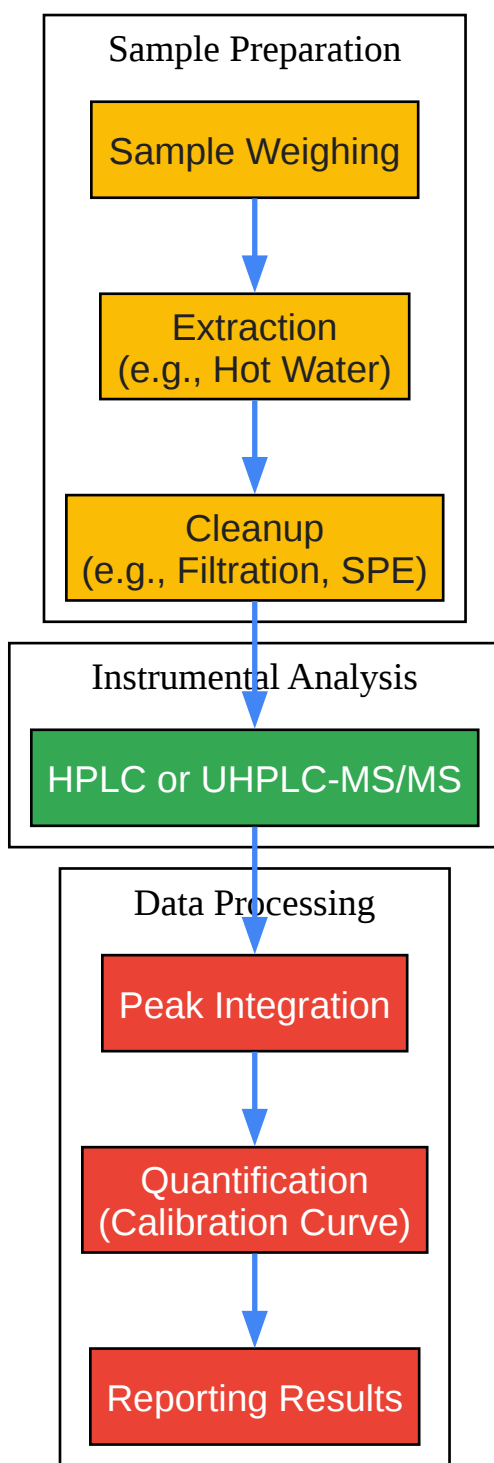 Sample Preparation
Sample Weighing
Extraction
(e.g., Hot Water)
Cleanup
(e.g., Filtration, SPE)
Instrumental Analysis
HPLC or UHPLC-MS/MS
Data Processing
Peak Integration
Quantification
(Calibration Curve)
Reporting Results